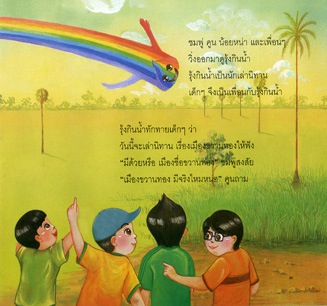 ชมพู่ คูน น้อยหน่า และเพื่อนๆ
วิ่งออกมาดูรุ้งกินน้ำ
รุ้งกินน้ำเป็นนักเล่านิทาน
เด็กๆ จึงเป็นเพื่อนกับรุ้งกินน้ำ
รุ้งกินน้ำทักทายเด็กๆ ว่า
วันนี้จะเล่านิทาน เรื่องเมืองขวานทองให้ฟัง
"มีด้วยหรือ เมืองชื่อขวานทอง" ชมพู่สงสัย
"เมืองขวานทอง มีจริงไหมหนอ" คูนถาม